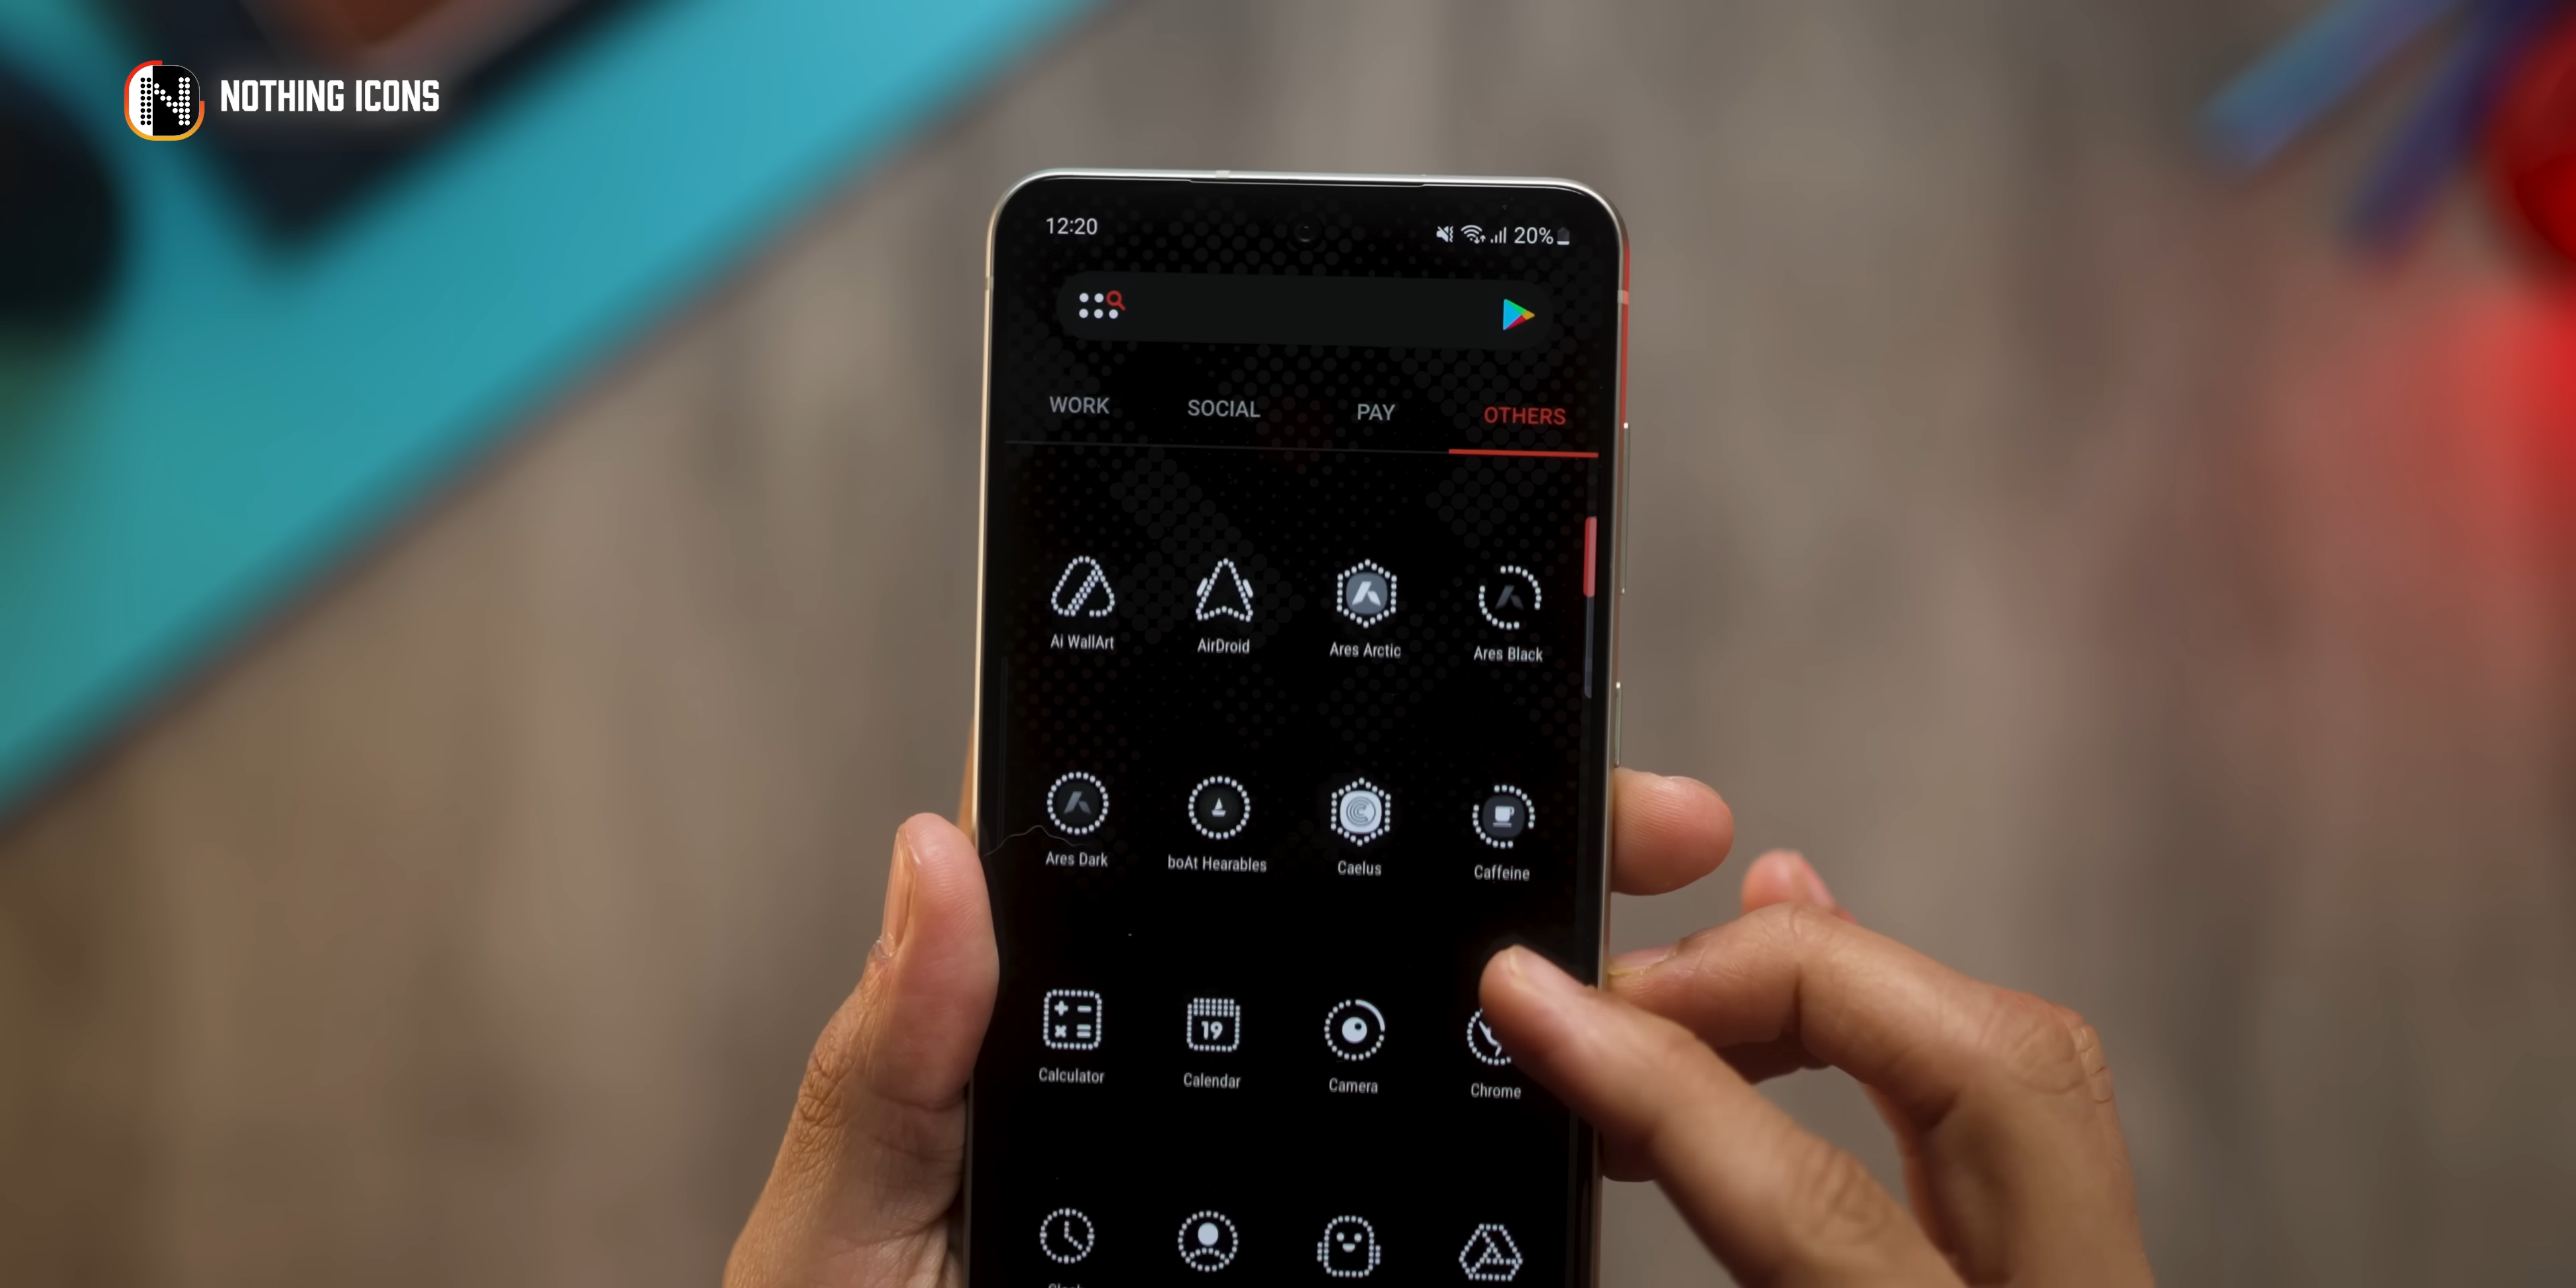 NOTHING ICONS
12:20
20%
WORK SOCIAL PAY OTHERS
Ai WallArt AirDroid Ares Arctic Ares Black
Ares Dark boAt Hearables Caelus Caffeine
19
Calculator Calendar Camera Chrome